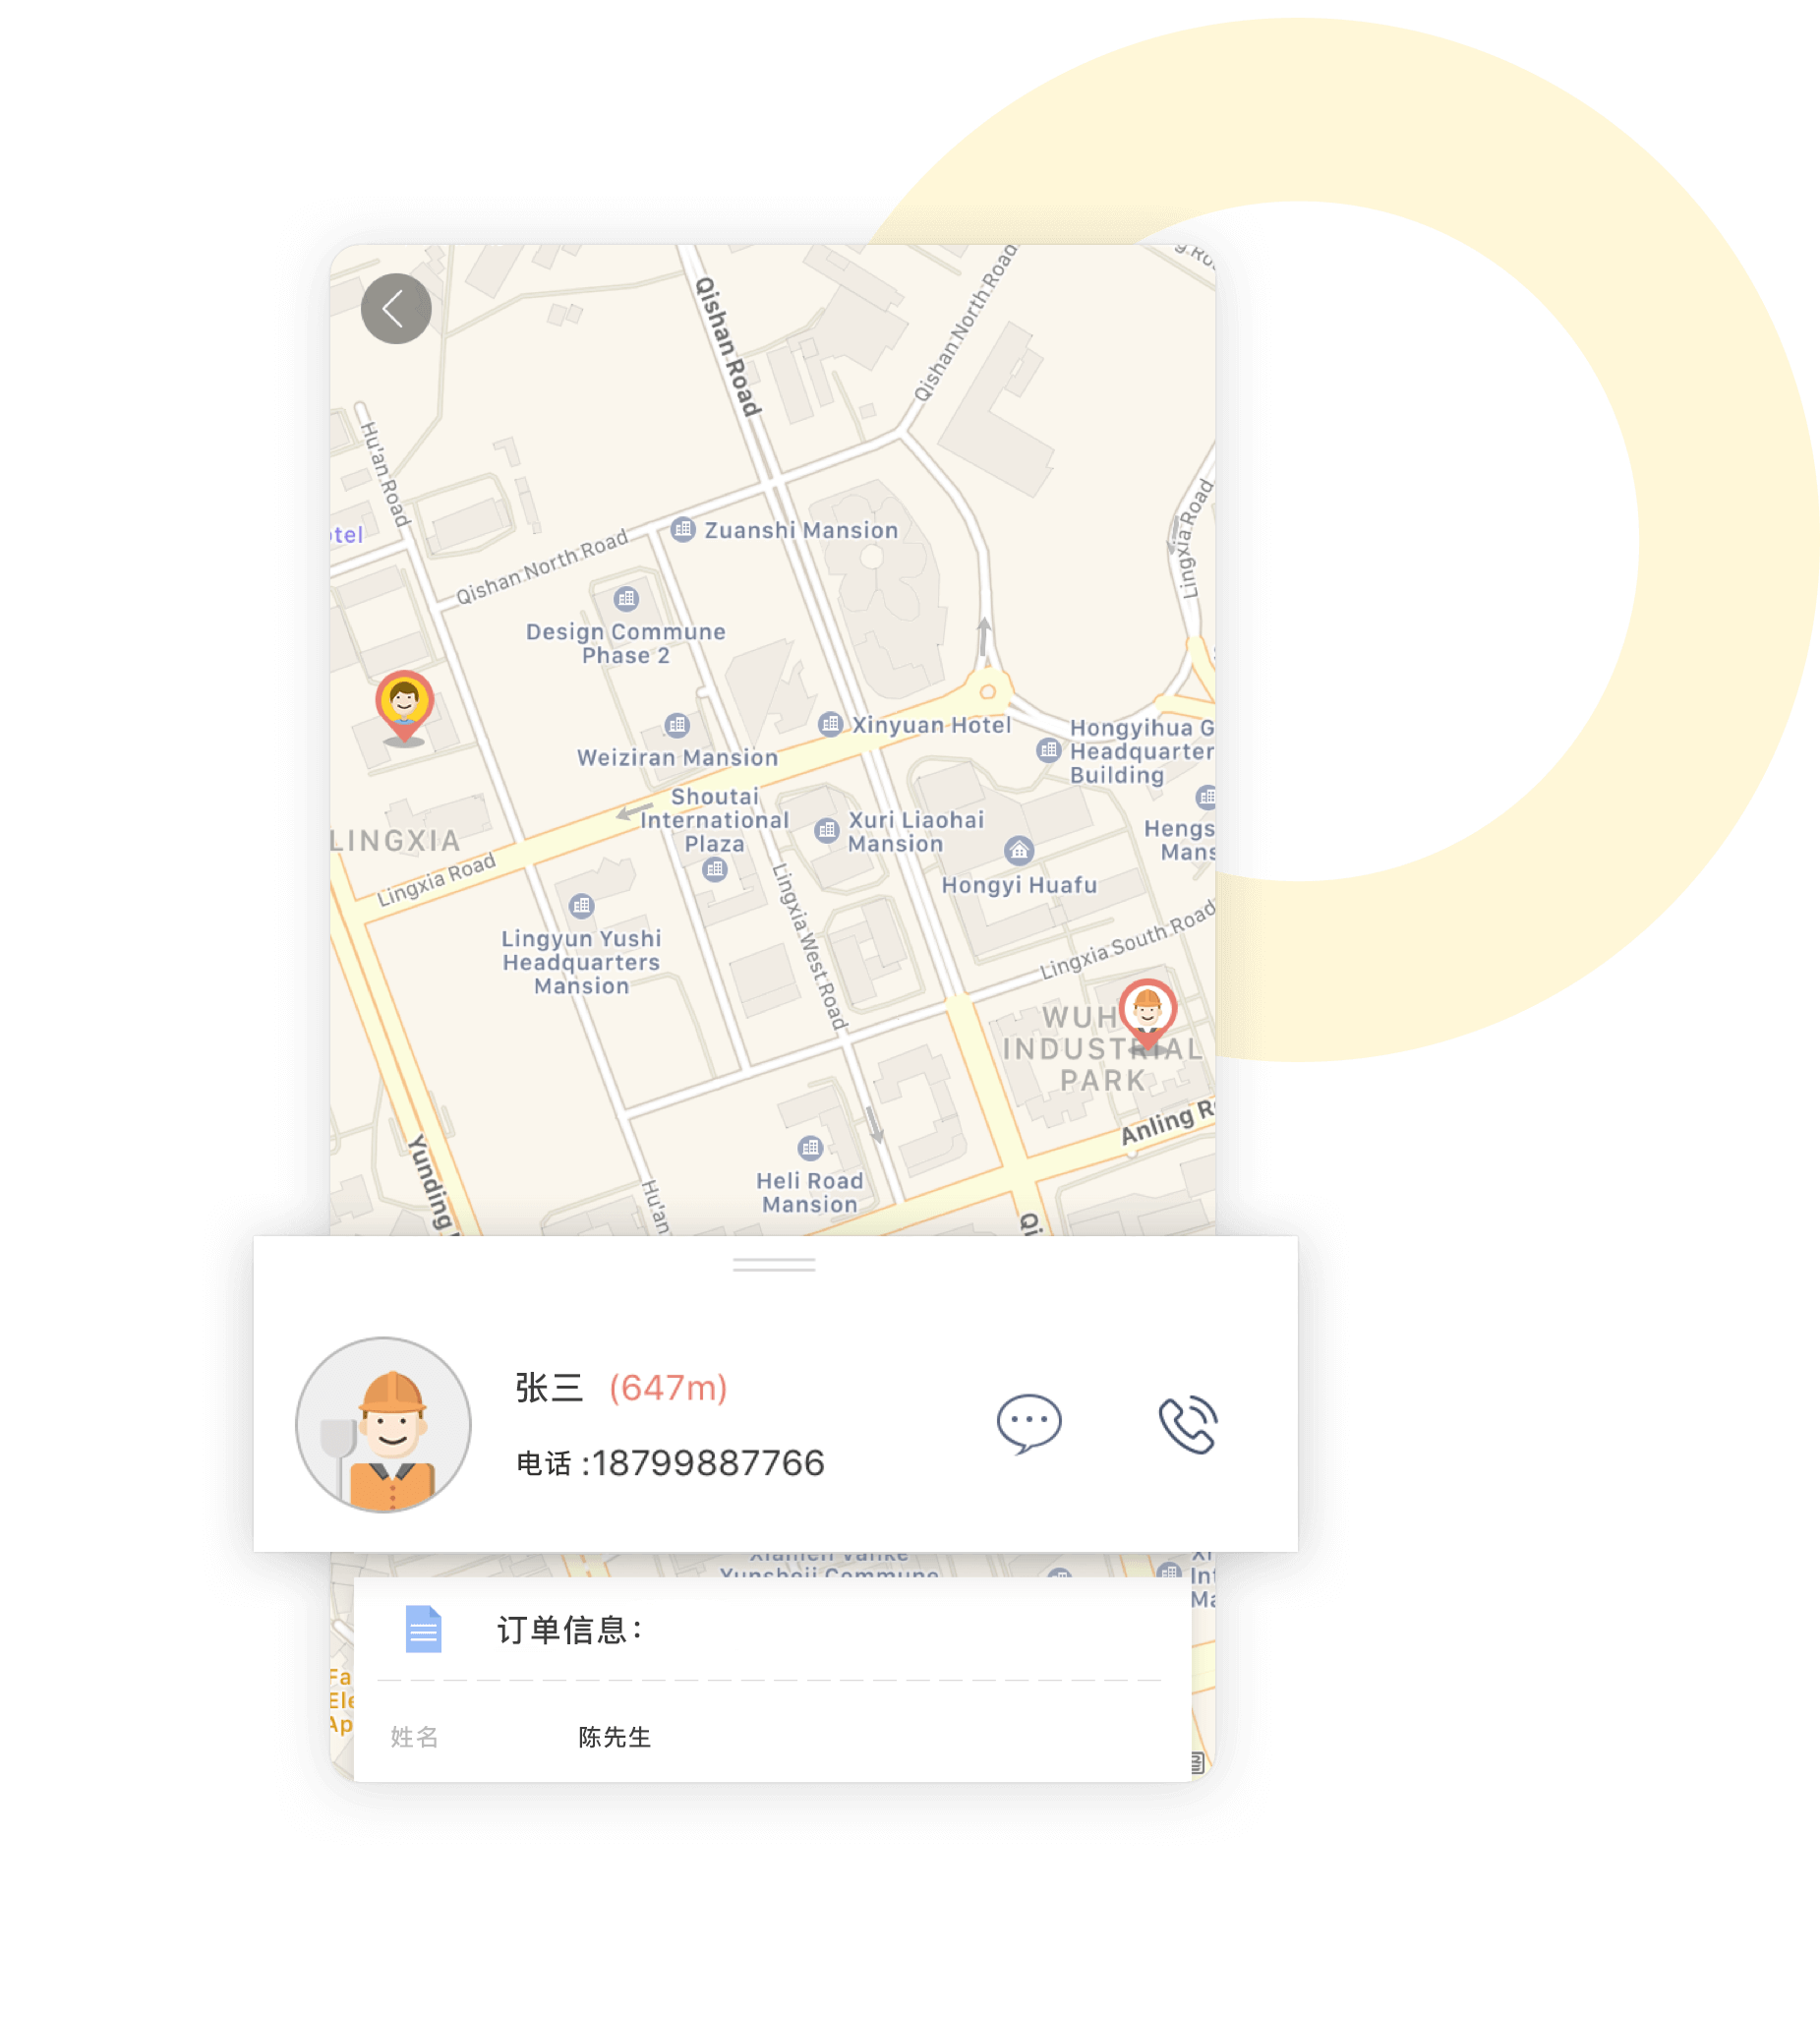 Qishan Road
Qishan North Road
Hu'an Road
Lingxia Road
Zuanshi Mansion
Qishan North Road
Design Commune
Phase 2
Xinyuan Hotel
Weiziran Mansion
Hongyihua G
Headquarter
Building
Shoutai
International
Plaza
Xuri Liaohai
Mansion
Hengs
Mans
LINGXIA
Lingxia Road
Hongyi Huafu
Lingxia West Road
Lingxia South Road
Lingyun Yushi
Headquarters
Mansion
WUH
INDUSTRIAL
PARK
Anling R
Yunding
Hu'an
Heli Road
Mansion
Qi
张三 (647m)
电话 :18799887766
订单信息：
Fa
Ele
Ap
姓名 陈先生